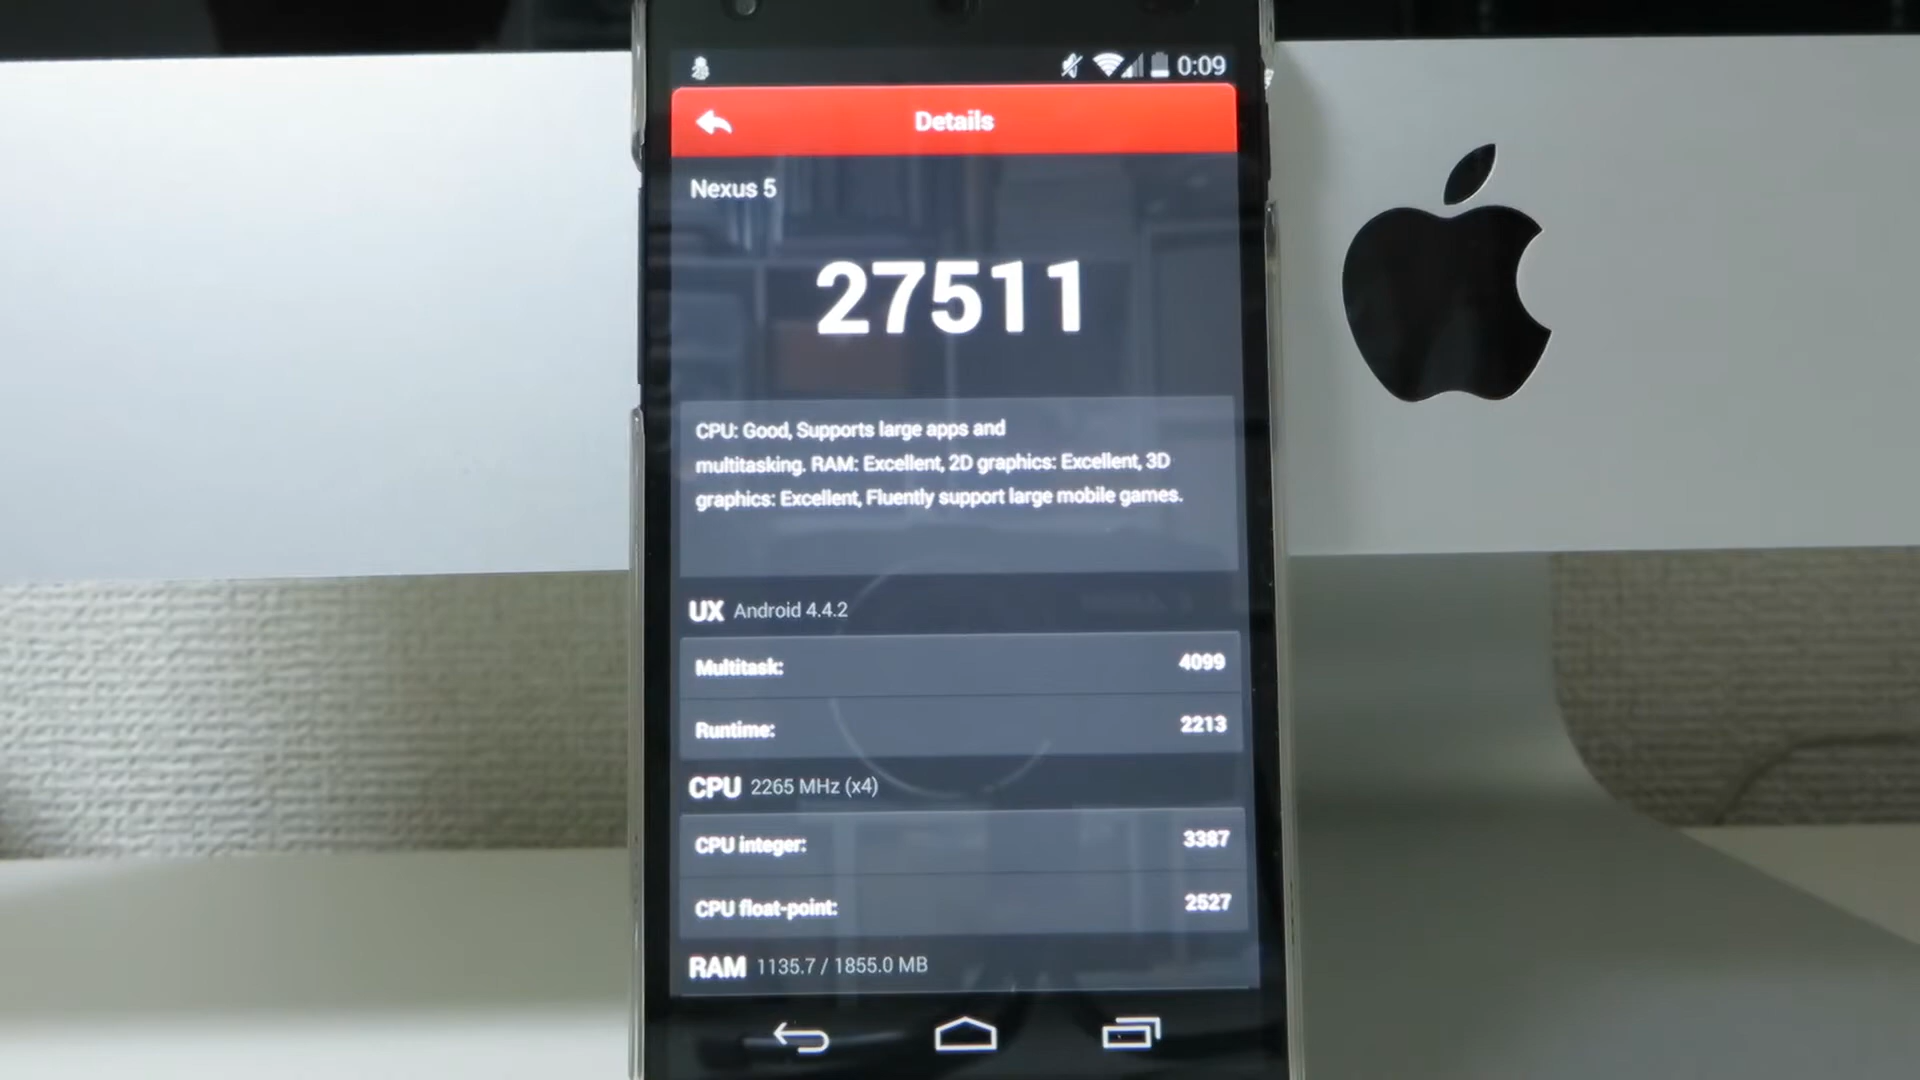 0:09
Details
Nexus 5
27511
CPU: Good, Supports large apps and
multitasking. RAM: Excellent, 2D graphics: Excellent, 3D
graphics: Excellent, Fluently support large mobile games.
UX Android 4.4.2
Multitask: 4099
Runtime: 2213
CPU 2265 MHz (x4)
CPU integer: 3387
CPU float-point: 2527
RAM 1135.7 / 1855.0 MB